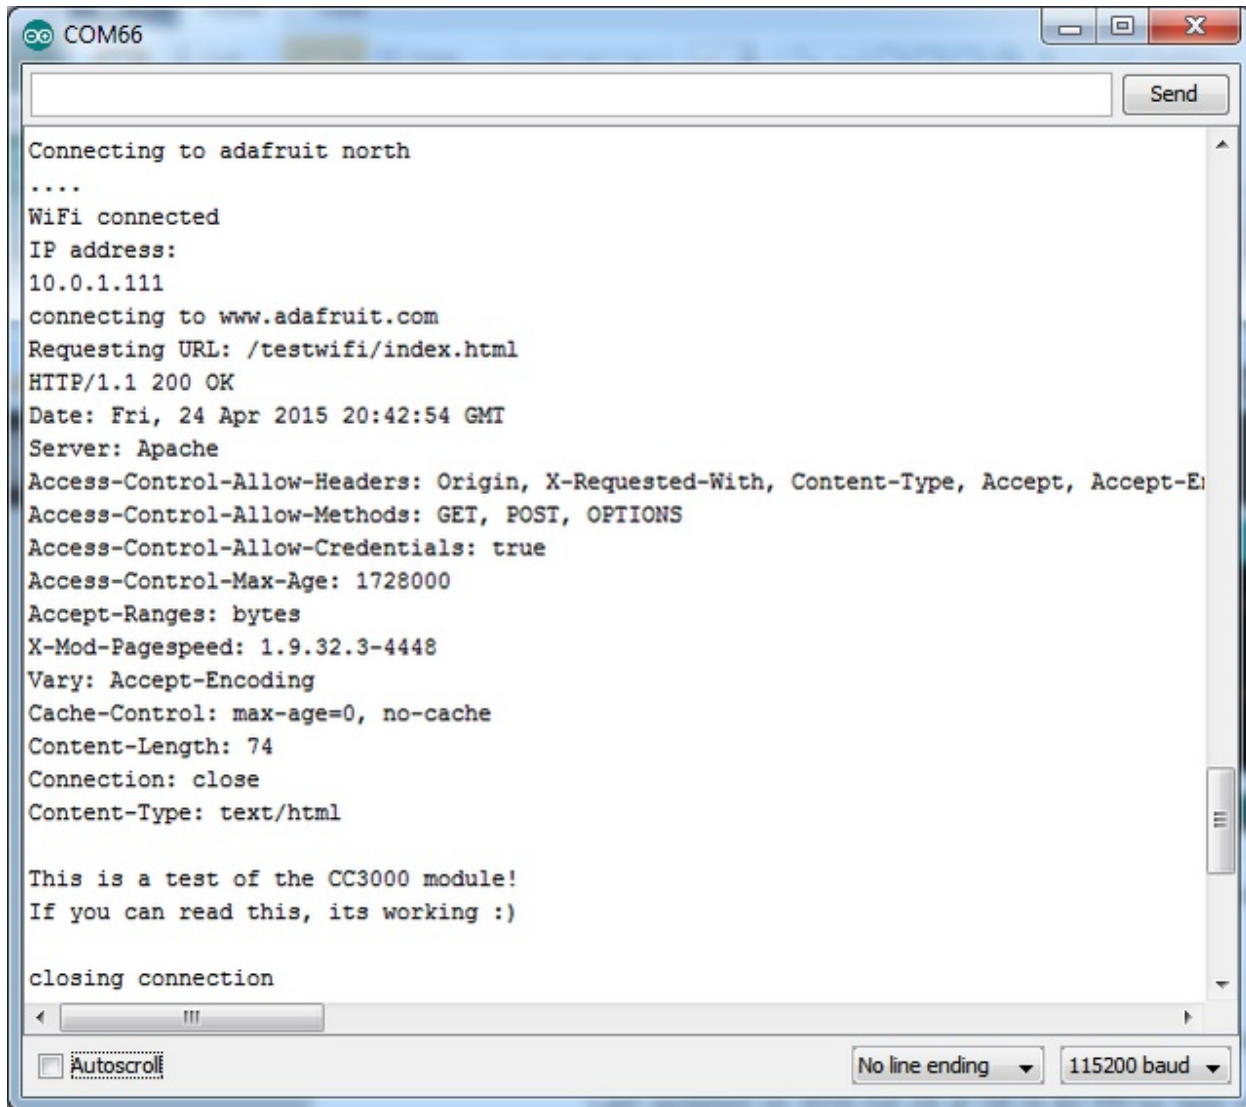 COM66
Send
Connecting to adafruit north
....
WiFi connected
IP address:
10.0.1.111
connecting to www.adafruit.com
Requesting URL: /testwifi/index.html
HTTP/1.1 200 OK
Date: Fri, 24 Apr 2015 20:42:54 GMT
Server: Apache
Access-Control-Allow-Headers: Origin, X-Requested-With, Content-Type, Accept,
Access-Control-Allow-Methods: GET, POST, OPTIONS
Access-Control-Allow-Credentials: true
Access-Control-Max-Age: 1728000
Accept-Ranges: bytes
X-Mod-Pagespeed: 1.9.32.3-4448
Vary: Accept-Encoding
Cache-Control: max-age=0, no-cache
Content-Length: 74
Connection: close
Content-Type: text/html
This is a test of the CC3000 module!
If you can read this, its working :)
closing connection
Autoscroll
No line ending
115200 baud